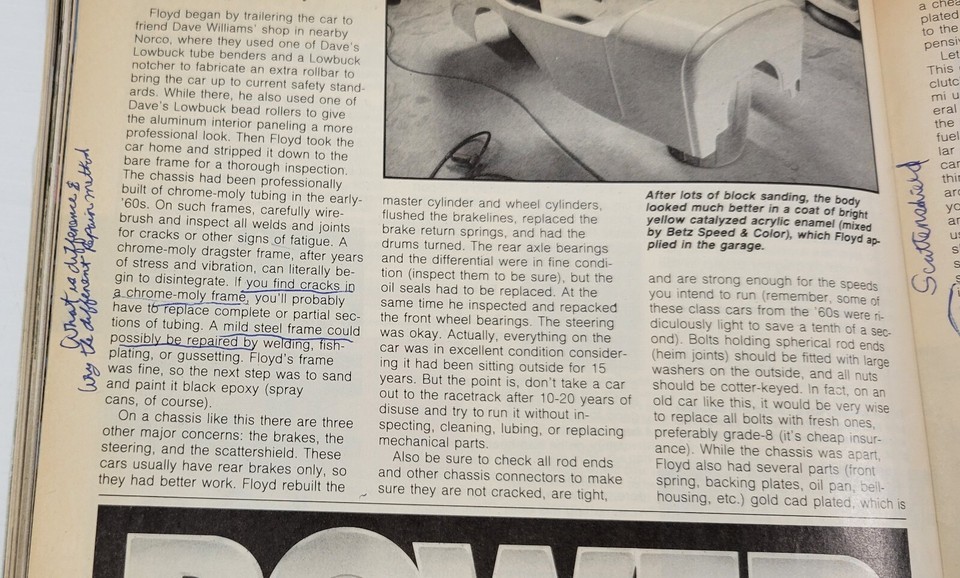 Floyd began by trailering the car to
friend Dave Williams' shop in nearby
Norco, where they used one of Dave's
Lowbuck tube benders and a Lowbuck
notcher to fabricate an extra rollbar to
bring the car up to current safety stand-
ards. While there, he also used one of
Dave's Lowbuck bead rollers to give
the aluminum interior paneling a more
professional look. Then Floyd took the
car home and stripped it down to the
bare frame for a thorough inspection.
The chassis had been professionally
built of chrome-moly tubing in the early-
'60s. On such frames, carefully wire-
brush and inspect all welds and joints
for cracks or other signs of fatigue. A
chrome-moly dragster frame, after years
of stress and vibration, can literally be-
gin to disintegrate. If you find cracks in
a chrome-moly frame, you'll probably
have to replace complete or partial sec-
tions of tubing. A mild steel frame could
possibly be repaired by welding, fish-
plating, or gussetting. Floyd's frame
was fine, so the next step was to sand
and paint it black epoxy (spray
cans, of course).
On a chassis like this there are three
other major concerns: the brakes, the
steering, and the scattershield. These
cars usually have rear brakes only, so
they had better work. Floyd rebuilt the
What is difference &
Why the different repair method
master cylinder and wheel cylinders,
flushed the brakelines, replaced the
brake return springs, and had the
drums turned. The rear axle bearings
and the differential were in fine condi-
tion (inspect them to be sure), but the
oil seals had to be replaced. At the
same time he inspected and repacked
the front wheel bearings. The steering
was okay. Actually, everything on the
car was in excellent condition consider-
ing it had been sitting outside for 15
years. But the point is, don't take a car
out to the racetrack after 10-20 years of
disuse and try to run it without in-
specting, cleaning, lubing, or replacing
mechanical parts.
Also be sure to check all rod ends
and other chassis connectors to make
sure they are not cracked, are tight,
After lots of block sanding, the body
looked much better in a coat of bright
yellow catalyzed acrylic enamel (mixed
by Betz Speed & Color), which Floyd ap-
plied in the garage.
and are strong enough for the speeds
you intend to run (remember, some of
these class cars from the '60s were ri-
diculously light to save a tenth of a sec-
ond). Bolts holding spherical rod ends
(heim joints) should be fitted with large
washers on the outside, and all nuts
should be cotter-keyed. In fact, on an
old car like this, it would be very wise
to replace all bolts with fresh ones,
preferably grade-8 (it's cheap insur-
ance). While the chassis was apart,
Floyd also had several parts (front
spring, backing plates, oil pan, bell-
housing, etc.) gold cad plated, which is
Scattershield
a chea
plated
to the
pensiv
Let
This
clutc
mi u
eral
the
fuel
lar
car
thi
POWER